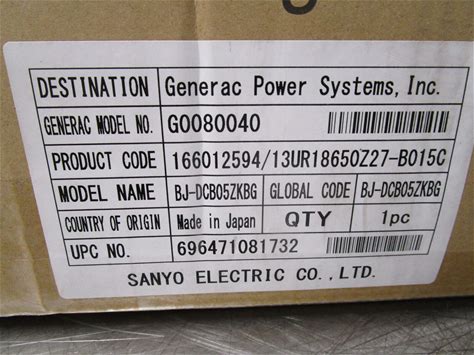 DESTINATION Generac Power Systems, Inc.
GENERAC MODEL NO. G0080040
PRODUCT CODE 166012594/13UR18650Z27-B015C
MODEL NAME BJ-DCB05ZKBG GLOBAL CODE BJ-DCB05ZKBG
COUNTRY OF ORIGIN Made in Japan QTY 1pc
UPC NO. 696471081732
SANYO ELECTRIC CO.,LTD.